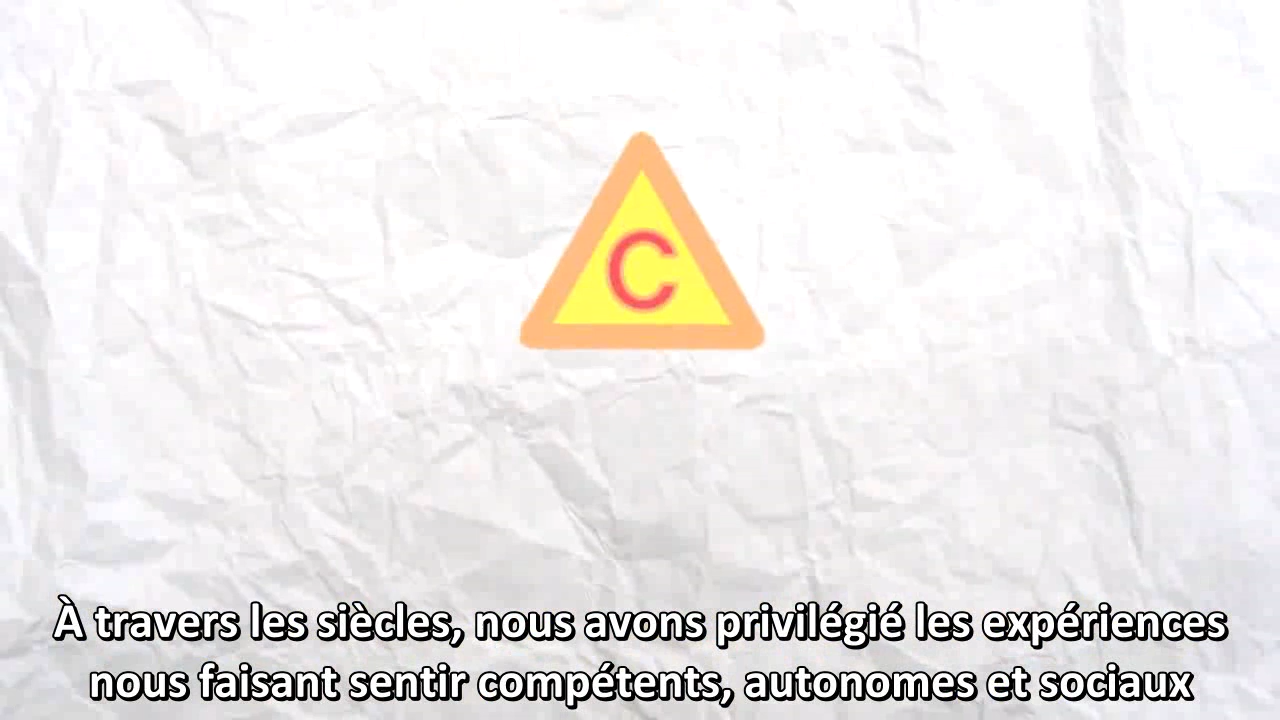 C
À travers les siècles, nous avons privilégié les expériences
nous faisant sentir compétents, autonomes et sociaux